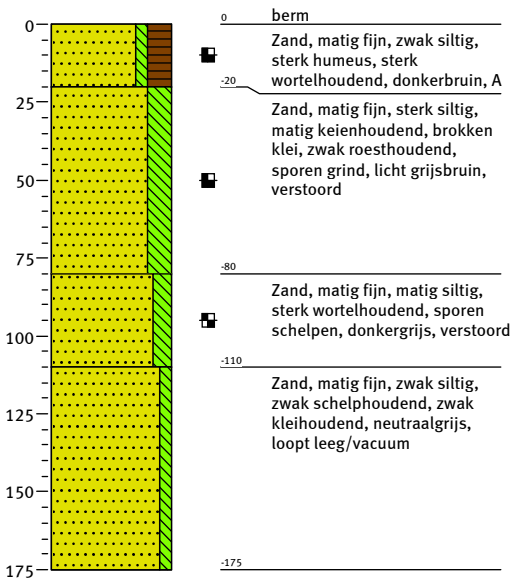 0
25
50
75
100
125
150
175
0 berm
Zand, matig fijn, zwak siltig,
sterk humeus, sterk
wortelhoudend, donkerbruin, A
-20
Zand, matig fijn, sterk siltig,
matig keienhoudend, brokken
klei, zwak roesthoudend,
sporen grind, licht grijsbruin,
verstoord
-80
Zand, matig fijn, matig siltig,
sterk wortelhoudend, sporen
schelpen, donkergrijs, verstoord
-110
Zand, matig fijn, zwak siltig,
zwak schelphoudend, zwak
kleihoudend, neutraalgrijs,
loopt leeg/vacuum
-175